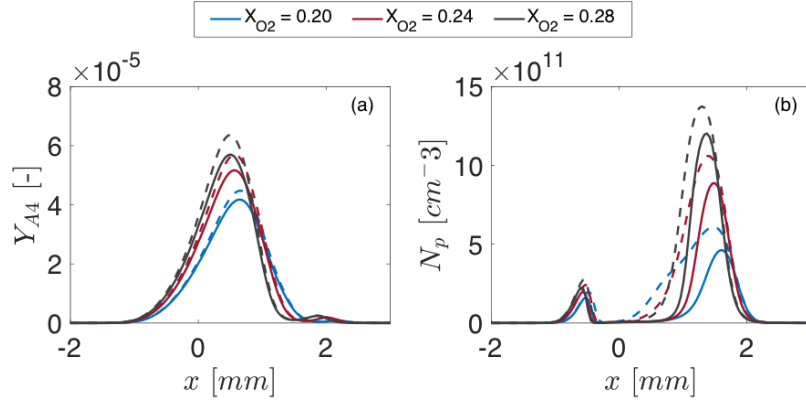 X_O2 = 0.20 X_O2 = 0.24 X_O2 = 0.28
×10^-5
(a)
8
6
4
2
0
Y_A4 [-]
-2 0 2
x [mm]
×10^11
(b)
15
10
5
0
N_p [cm^-3]
-2 0 2
x [mm]